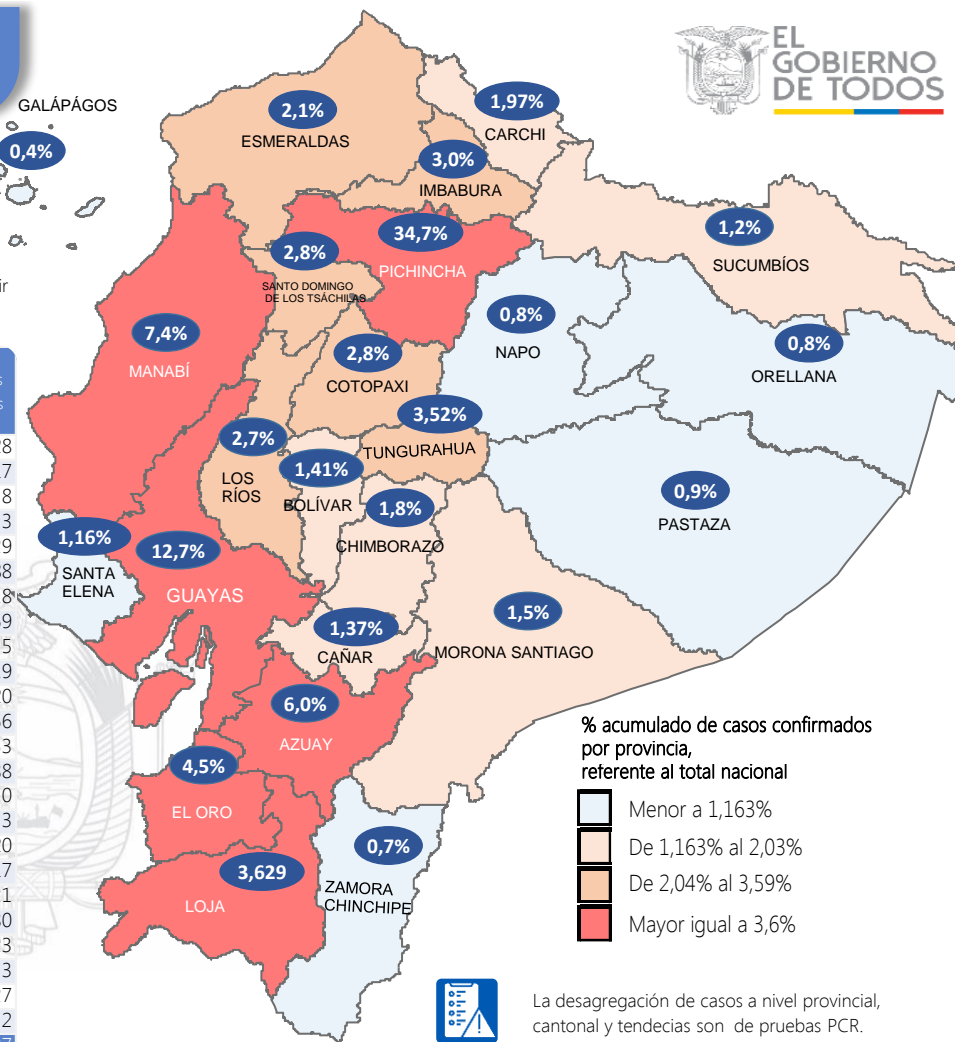 EL
GOBIERNO
DE TODOS
GALÁPAGOS
0,4%
2,1%
ESMERALDAS
1,97%
CARCHI
3,0%
IMBABURA
34,7%
PICHINCHA
1,2%
SUCUMBÍOS
2,8%
SANTO DOMINGO
DE LOS TSÁCHILAS
ir
7,4%
MANABÍ
0,8%
NAPO
0,8%
ORELLANA
2,8%
COTOPAXI
3,52%
TUNGURAHUA
2,7%
LOS
RÍOS
1,41%
BOLÍVAR
1,8%
CHIMBORAZO
0,9%
PASTAZA
1,16%
SANTA
ELENA
12,7%
GUAYAS
1,37%
CAÑAR
1,5%
MORONA SANTIAGO
6,0%
AZUAY
4,5%
EL ORO
3,629
LOJA
0,7%
ZAMORA
CHINCHIPE
% acumulado de casos confirmados
por provincia,
referente al total nacional
Menor a 1,163%
De 1,163% al 2,03%
De 2,04% al 3,59%
Mayor igual a 3,6%
La desagregación de casos a nivel provincial,
cantonal y tendecias son de pruebas PCR.